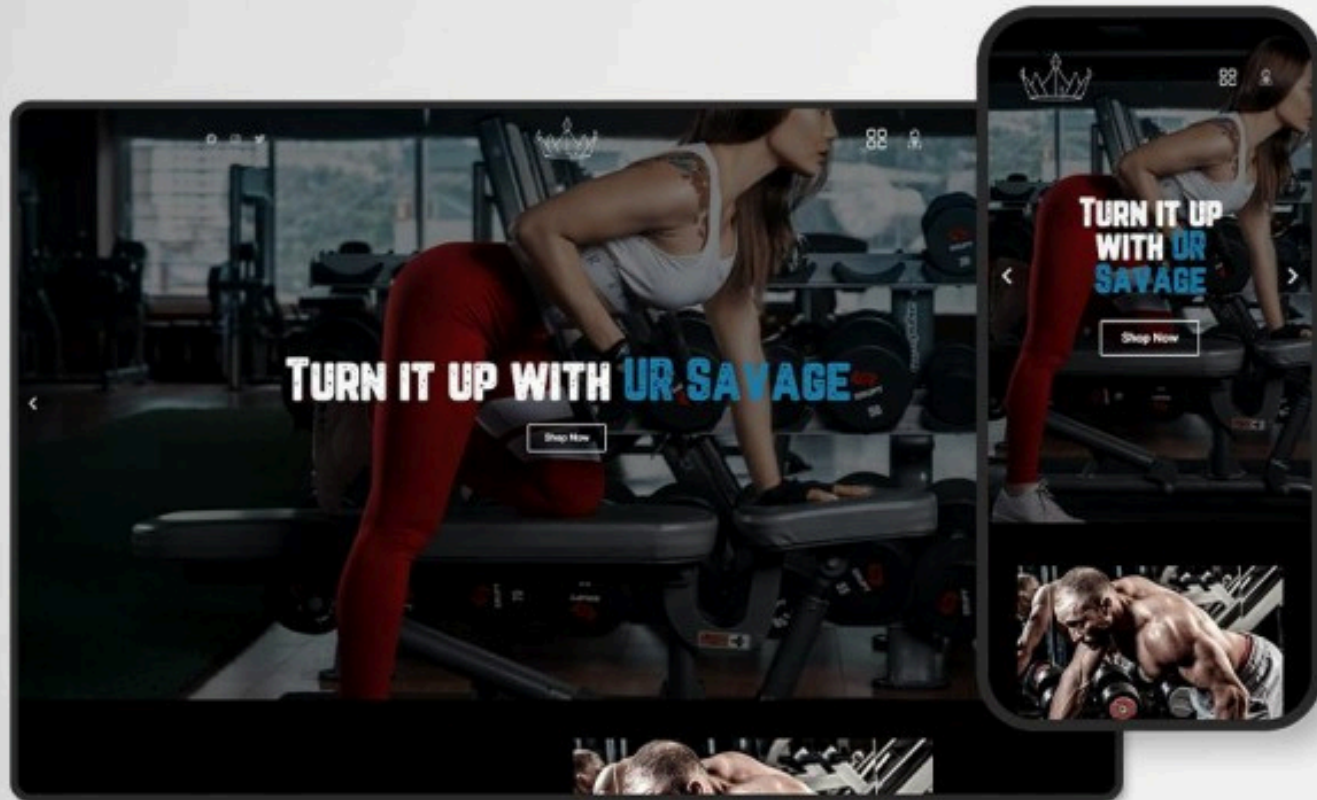 TURN IT UP WITH UR SAVAGE
Shop Now
TURN IT UP
WITH UR
SAVAGE
Shop Now